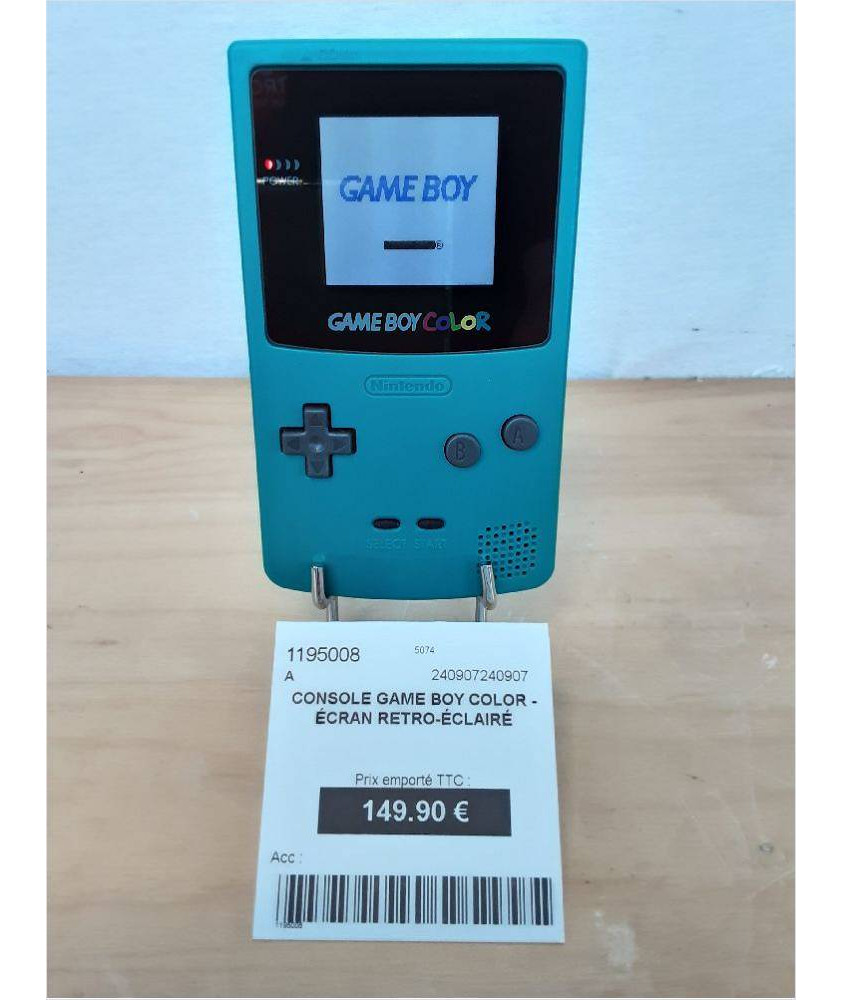 POWER
GAME BOY
GAME BOY COLOR
Nintendo
B
A
SELECT START
1195008 5074
A 240907240907
CONSOLE GAME BOY COLOR -
ÉCRAN RETRO-ÉCLAIRÉ
Prix emporté TTC :
149.90 €
Acc :
1195008